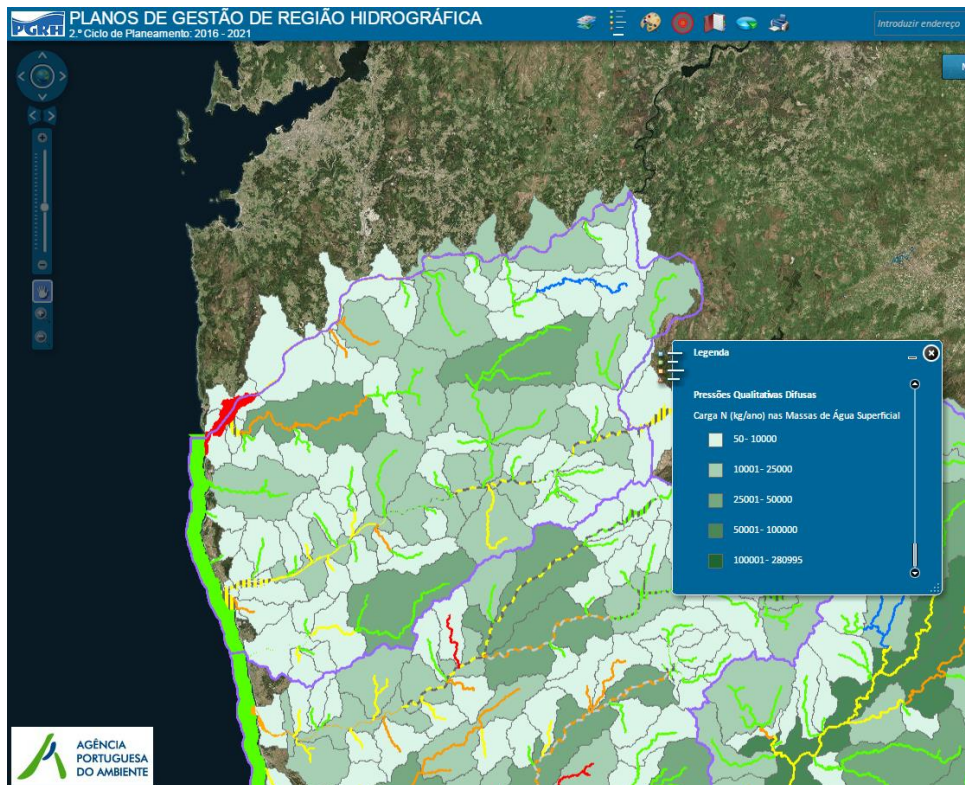 PGRH
PLANOS DE GESTÃO DE REGIÃO HIDROGRÁFICA
2.º Ciclo de Planeamento: 2016 - 2021
Introduzir endereço
Legenda
Pressões Qualitativas Difusas
Carga N (kg/ano) nas Massas de Água Superficial
50- 10000
10001- 25000
25001- 50000
50001- 100000
100001- 280995
AGÊNCIA
PORTUGUESA
DO AMBIENTE